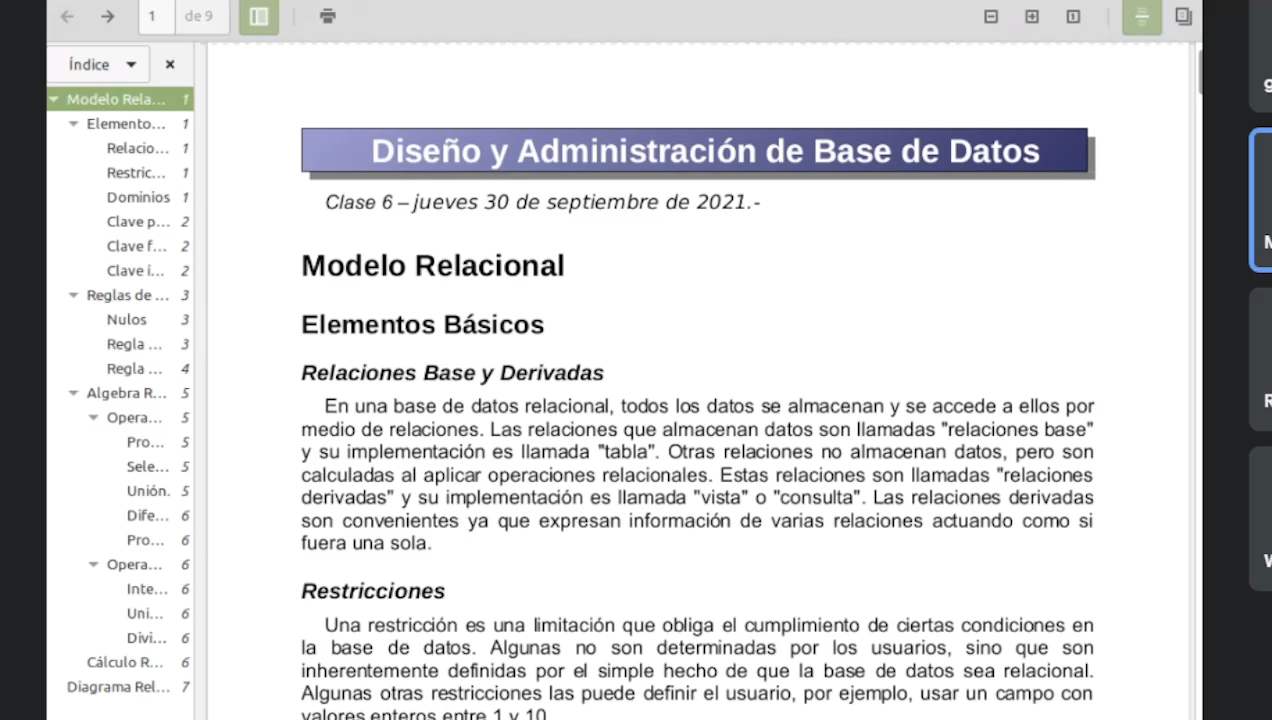 1 de 9
Índice
Modelo Rela... 1
Elemento... 1
Relacio... 1
Restric... 1
Dominios 1
Clave p... 2
Clave f... 2
Clave í... 2
Reglas de ... 3
Nulos 3
Regla ... 3
Regla ... 4
Algebra R... 5
Opera... 5
Pro... 5
Sele... 5
Unión. 5
Dife... 6
Pro... 6
Opera... 6
Inte... 6
Uni... 6
Divi... 6
Cálculo R... 6
Diagrama Rel... 7
Diseño y Administración de Base de Datos
Clase 6 – jueves 30 de septiembre de 2021.-
Modelo Relacional
Elementos Básicos
Relaciones Base y Derivadas
En una base de datos relacional, todos los datos se almacenan y se accede a ellos por
medio de relaciones. Las relaciones que almacenan datos son llamadas "relaciones base"
y su implementación es llamada "tabla". Otras relaciones no almacenan datos, pero son
calculadas al aplicar operaciones relacionales. Estas relaciones son llamadas "relaciones
derivadas" y su implementación es llamada "vista" o "consulta". Las relaciones derivadas
son convenientes ya que expresan información de varias relaciones actuando como si
fuera una sola.
Restricciones
Una restricción es una limitación que obliga el cumplimiento de ciertas condiciones en
la base de datos. Algunas no son determinadas por los usuarios, sino que son
inherentemente definidas por el simple hecho de que la base de datos sea relacional.
Algunas otras restricciones las puede definir el usuario, por ejemplo, usar un campo con
valores enteros entre 1 y 10.